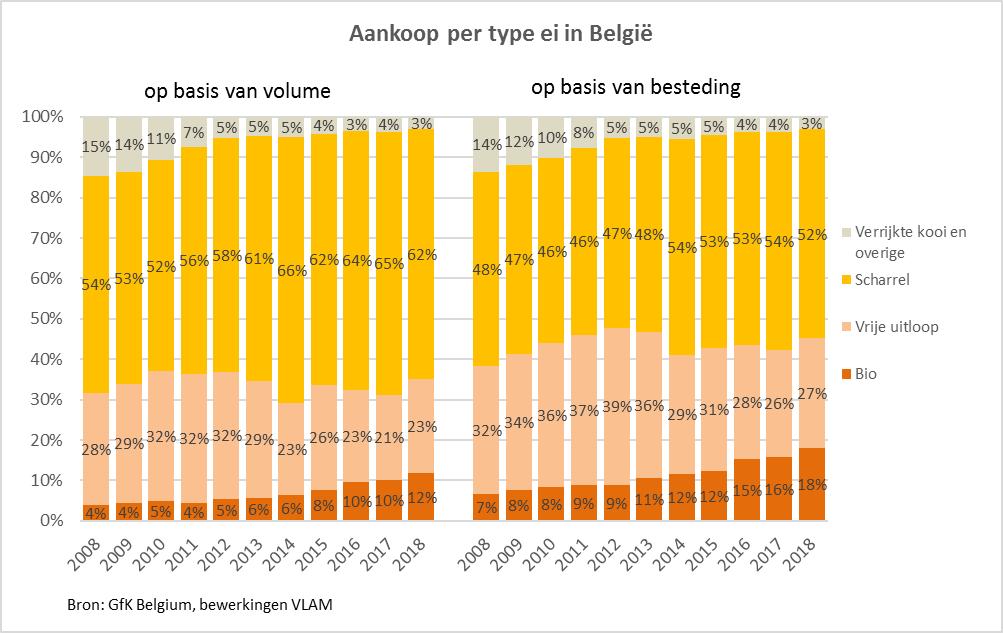 Aankoop per type ei in België
op basis van volume
op basis van besteding
100%
90%
80%
70%
60%
50%
40%
30%
20%
10%
0%
15% 14% 11% 7% 5% 5% 5% 4% 3% 4% 3%
54% 53% 52% 56% 58% 61% 66% 62% 64% 65% 62%
28% 29% 32% 32% 32% 29% 23% 26% 23% 21% 23%
4% 4% 5% 4% 5% 6% 6% 8% 10% 10% 12%
2008 2009 2010 2011 2012 2013 2014 2015 2016 2017 2018
14% 12% 10% 8% 5% 5% 5% 5% 4% 4% 3%
48% 47% 46% 46% 47% 48% 54% 53% 53% 54% 52%
32% 34% 36% 37% 39% 36% 29% 31% 28% 26% 27%
7% 8% 8% 9% 9% 11% 12% 12% 15% 16% 18%
2008 2009 2010 2011 2012 2013 2014 2015 2016 2017 2018
Verrijkte kooi en
overige
Scharrel
Vrije uitloop
Bio
Bron: GfK Belgium, bewerkingen VLAM